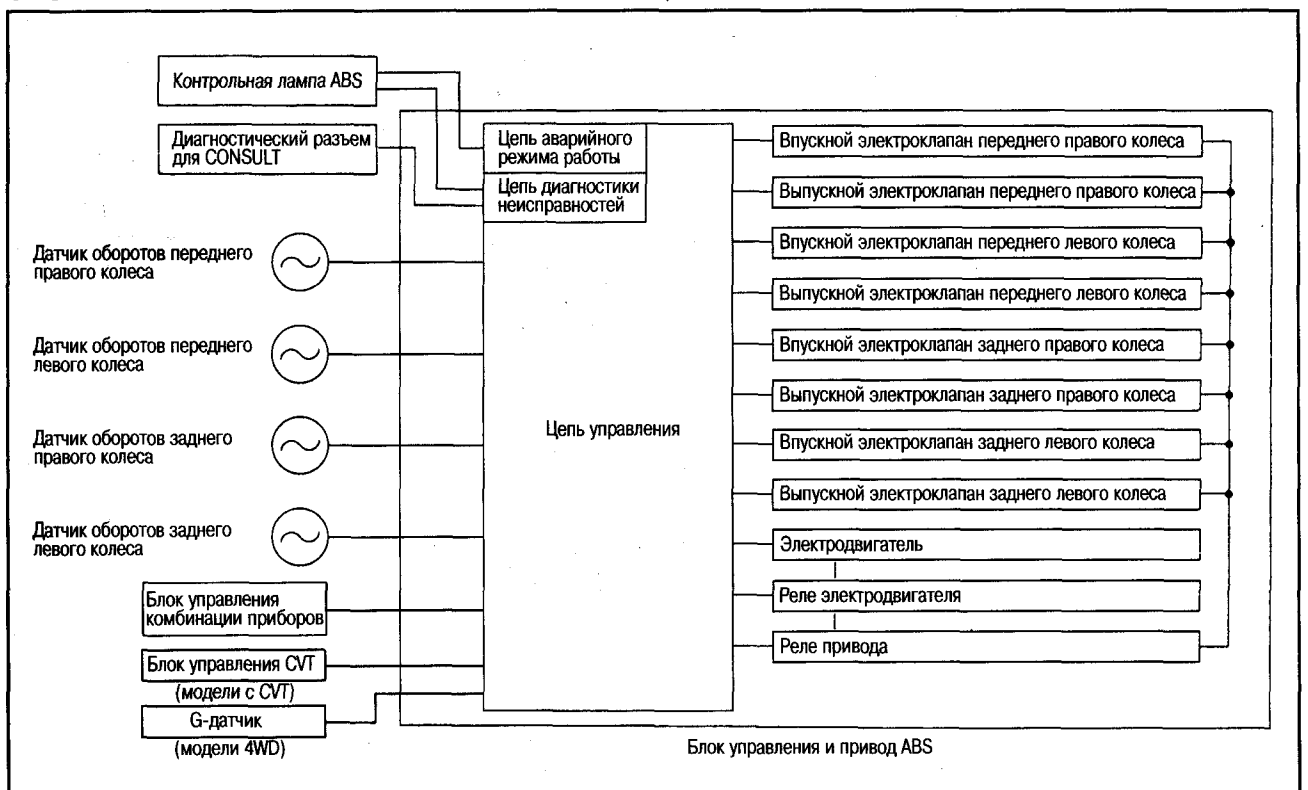 Контрольная лампа ABS
Диагностический разъем
для CONSULT
Датчик оборотов переднего
правого колеса
Датчик оборотов переднего
левого колеса
Датчик оборотов заднего
правого колеса
Датчик оборотов заднего
левого колеса
Блок управления
комбинации приборов
Блок управления CVT
(модели с CVT)
G-датчик
(модели 4WD)
Цепь аварийного
режима работы
Цепь диагностики
неисправностей
Цепь управления
Впускной электроклапан переднего правого колеса
Выпускной электроклапан переднего правого колеса
Впускной электроклапан переднего левого колеса
Выпускной электроклапан переднего левого колеса
Впускной электроклапан заднего правого колеса
Выпускной электроклапан заднего правого колеса
Впускной электроклапан заднего левого колеса
Выпускной электроклапан заднего левого колеса
Электродвигатель
Реле электродвигателя
Реле привода
Блок управления и привод ABS